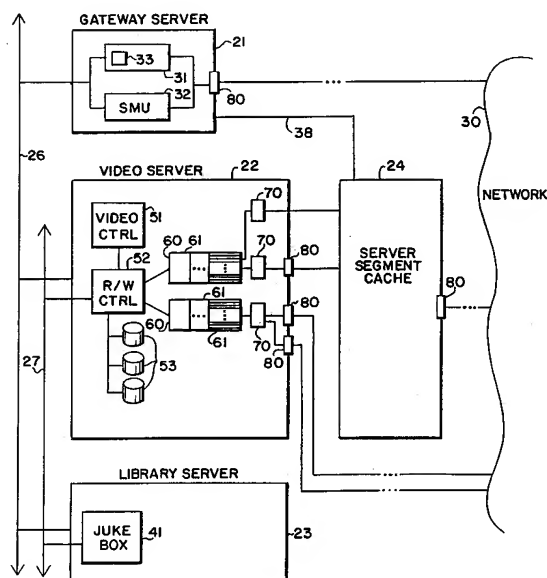 GATEWAY SERVER
21
33
31
32
SMU
80
38
26
30
NETWORK
VIDEO SERVER
22
24
70
VIDEO
CTRL
51
52
R/W
CTRL
60
61
70
80
SERVER
SEGMENT
CACHE
80
60
61
61
70
80
80
53
27
LIBRARY SERVER
JUKE
BOX
41
23